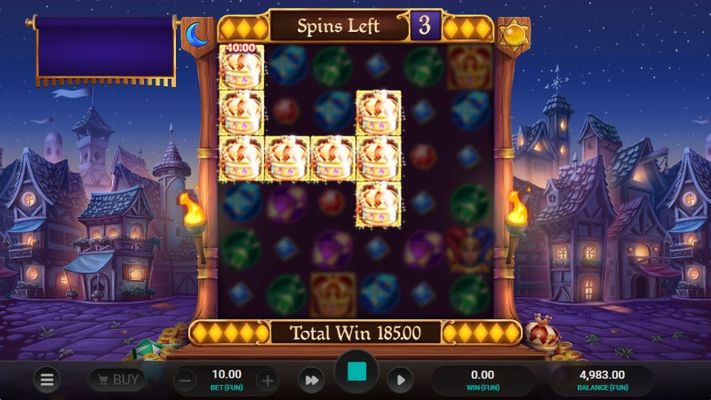 Spins Left 3
40.00
Total Win 185.00
BUY
10.00
BET (FUN)
0.00
WIN (FUN)
4,983.00
BALANCE (FUN)